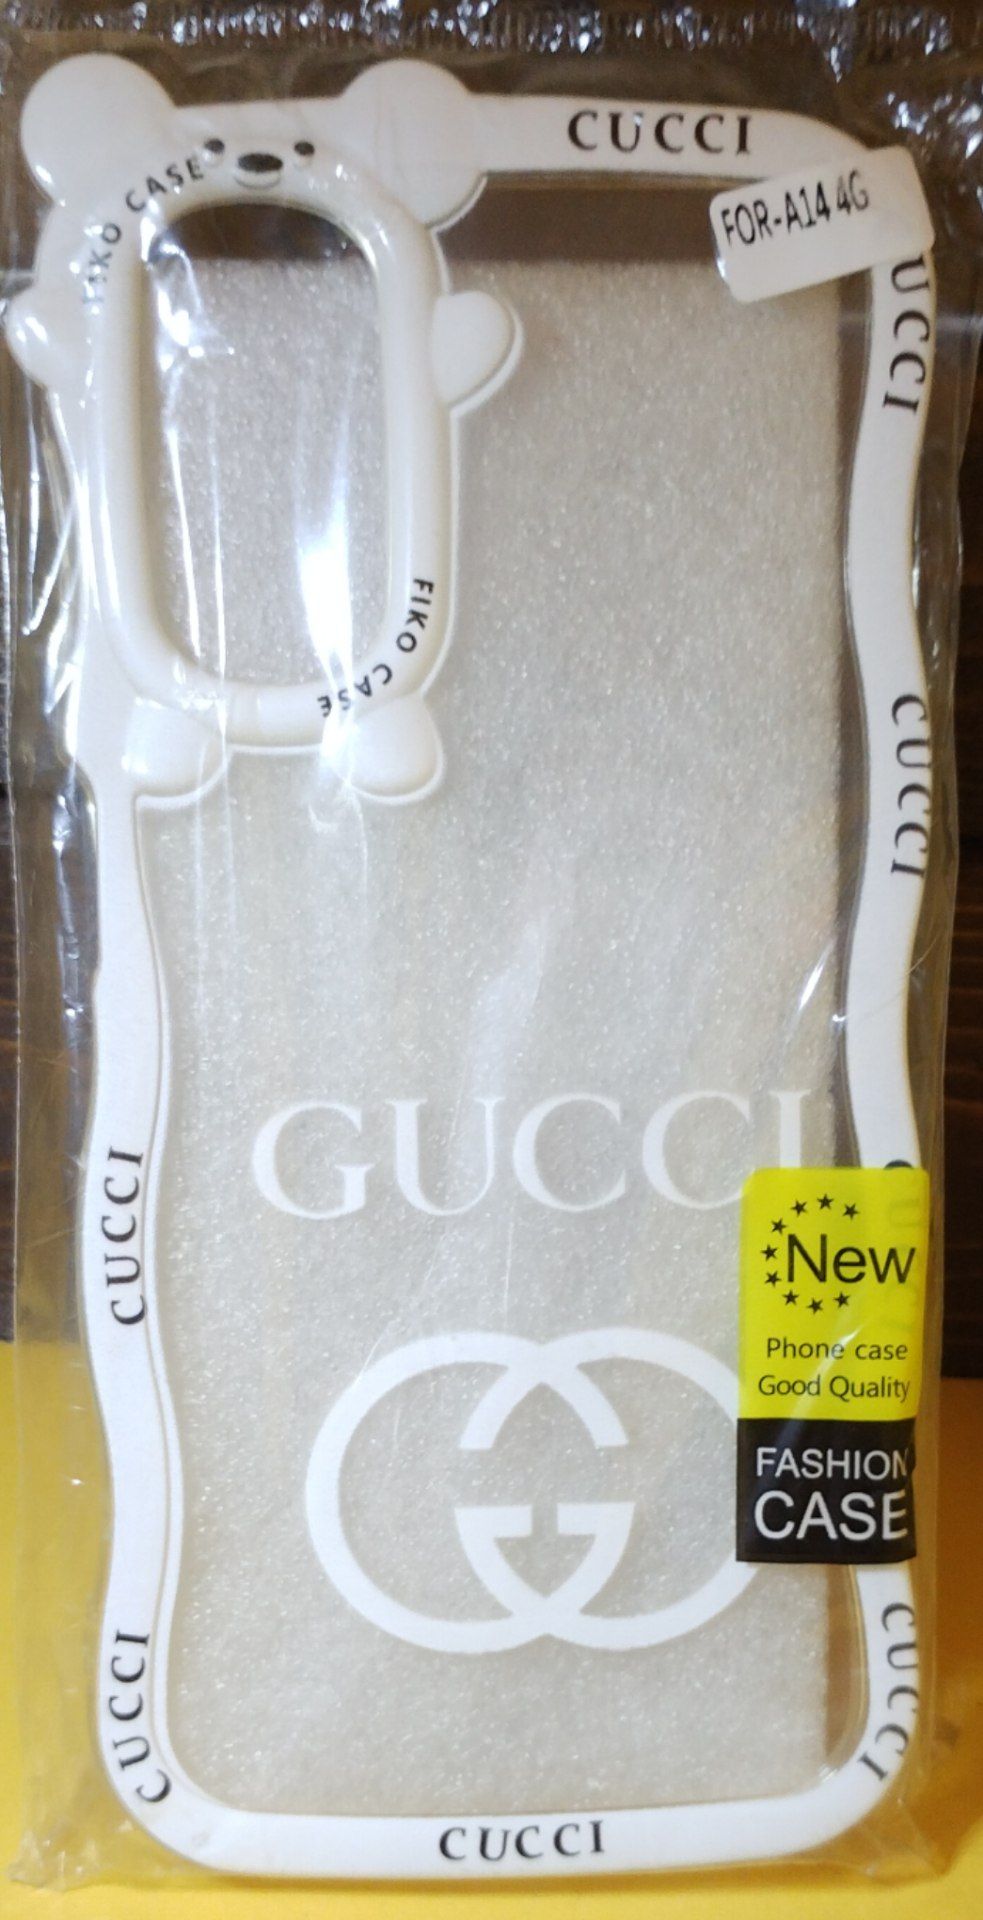 CUCCI
FIKO CASE
FOR-A14 4G
UCCI
FIKO CASE
CUCCI
GUCCI
CUCCI
New
Phone case
Good Quality
FASHION
CASE
CUCCI
CUCCI
CUCCI